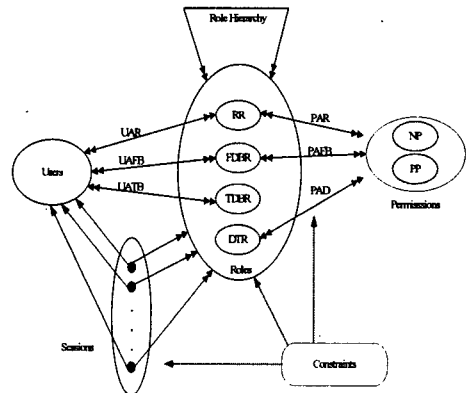 Role Hierarchy
RR
UAR
PAR
NP
UAFB
FDBR
PAFB
Users
PP
UATB
TDBR
PAD
Permissions
DTR
Roles
Sessions
Constraints